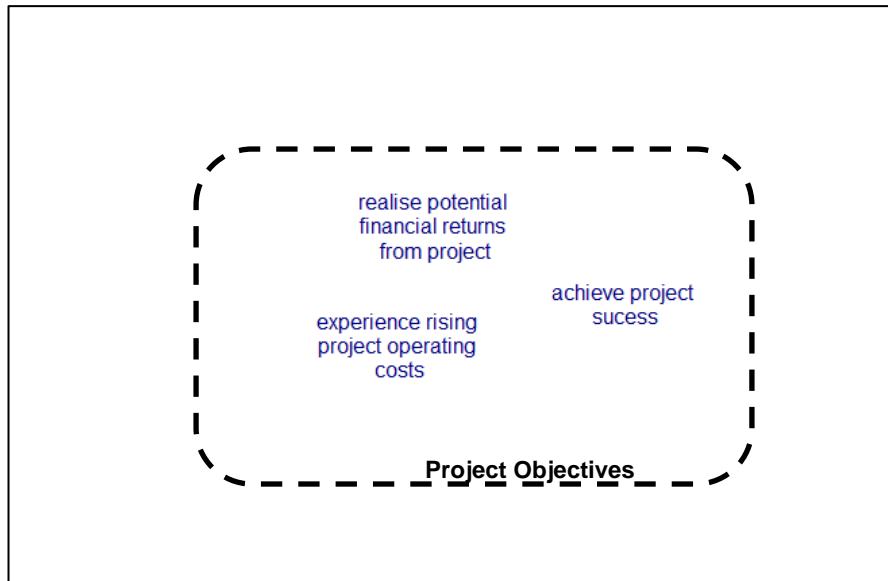 realise potential
financial returns
from project
achieve project
sucess
experience rising
project operating
costs
Project Objectives